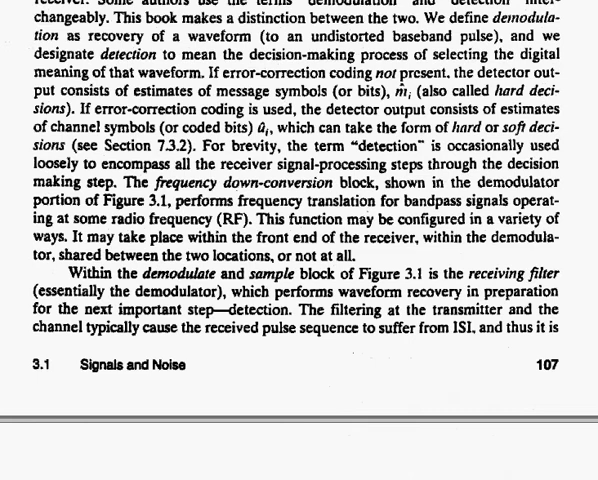 receiver. Some authors use the terms "demodulation" and "detection" inter-
changeably. This book makes a distinction between the two. We define demodula-
tion as recovery of a waveform (to an undistorted baseband pulse), and we
designate detection to mean the decision-making process of selecting the digital
meaning of that waveform. If error-correction coding not present, the detector out-
put consists of estimates of message symbols (or bits), m̂ᵢ (also called hard deci-
sions). If error-correction coding is used, the detector output consists of estimates
of channel symbols (or coded bits) ûᵢ, which can take the form of hard or soft deci-
sions (see Section 7.3.2). For brevity, the term "detection" is occasionally used
loosely to encompass all the receiver signal-processing steps through the decision
making step. The frequency down-conversion block, shown in the demodulator
portion of Figure 3.1, performs frequency translation for bandpass signals operat-
ing at some radio frequency (RF). This function may be configured in a variety of
ways. It may take place within the front end of the receiver, within the demodula-
tor, shared between the two locations, or not at all.
Within the demodulate and sample block of Figure 3.1 is the receiving filter
(essentially the demodulator), which performs waveform recovery in preparation
for the next important step—detection. The filtering at the transmitter and the
channel typically cause the received pulse sequence to suffer from ISI, and thus it is
3.1 Signals and Noise 107